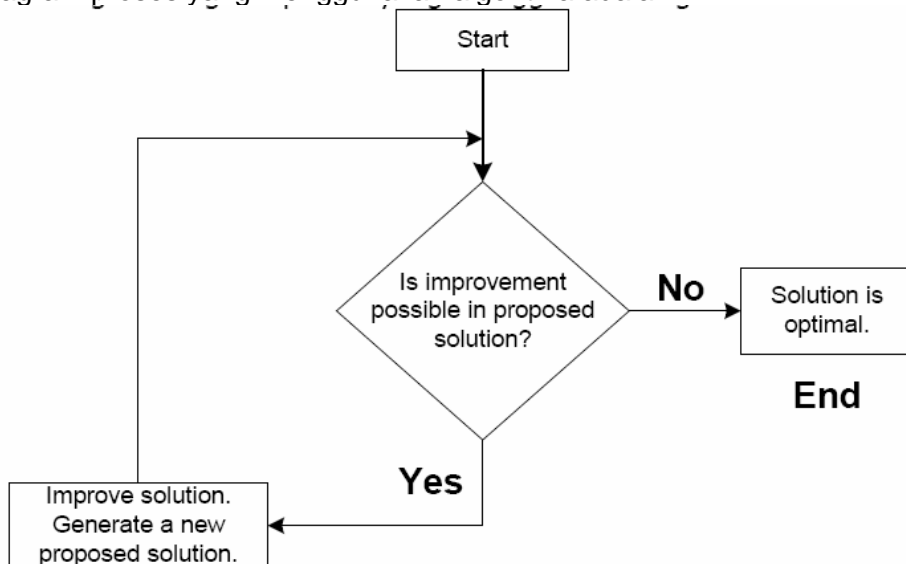 Start
Is improvement
possible in proposed
solution?
No
Solution is
optimal.
End
Yes
Improve solution.
Generate a new
proposed solution.